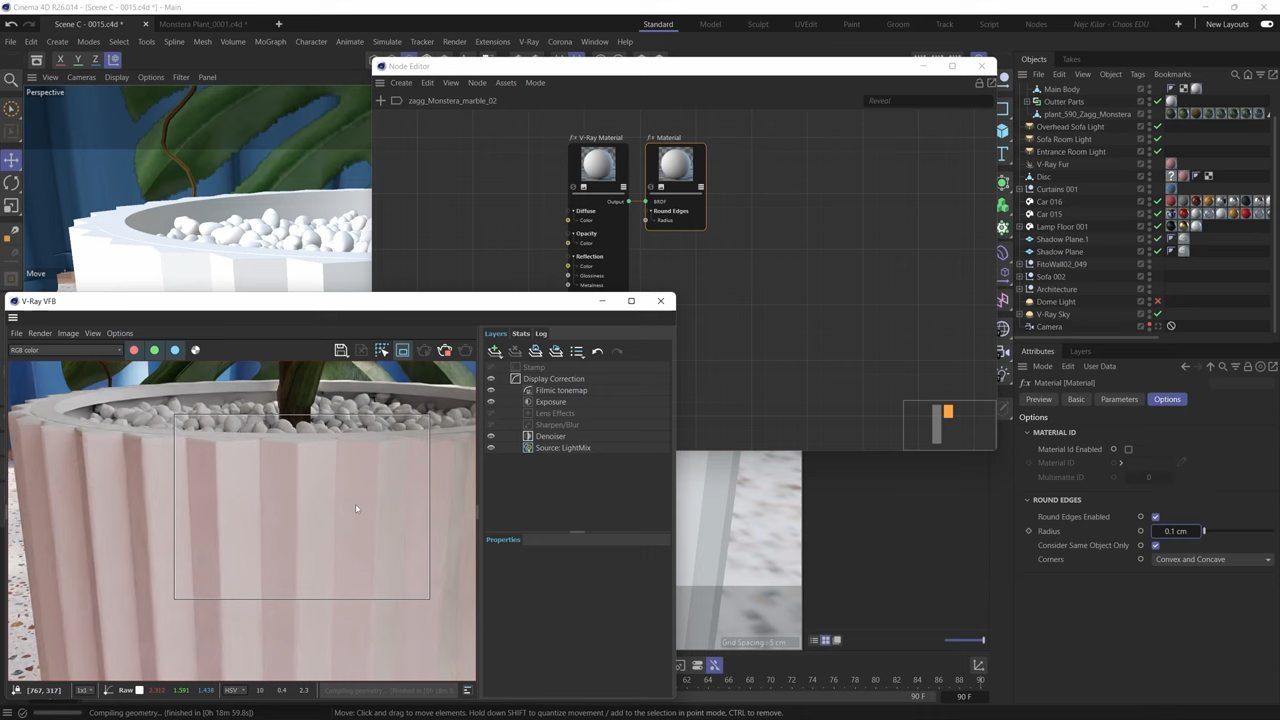 Cinema 4D R26.014 - [Scene C - 0015.c4d *] - Main
Scene C - 0015.c4d *
Monstera Plant_0001.c4d *
Standard
Model
Sculpt
UVEdit
Paint
Groom
Track
Script
Nodes
Nejc Kilar - Chaos EDU
New Layouts
File
Edit
Create
Modes
Select
Tools
Spline
Mesh
Volume
MoGraph
Character
Animate
Simulate
Tracker
Render
Extensions
V-Ray
Corona
Window
Help
X
Y
Z
View
Cameras
Display
Options
Filter
Panel
Perspective
Move
Node Editor
Create
Edit
View
Node
Assets
Mode
zagg_Monstera_marble_02
Reveal
V-Ray Material
Output
Diffuse
Color
Opacity
Color
Reflection
Color
Glossiness
Metalness
Material
BRDF
Round Edges
Radius
V-Ray VFB
File
Render
Image
View
Options
RGB color
Layers
Stats
Log
Stamp
Display Correction
Filmic tonemap
Exposure
Lens Effects
Sharpen/Blur
Denoiser
Source: LightMix
Properties
[767, 317]
1x1
Raw
2.312
1.591
1.438
HSV
10
0.4
2.3
Compiling geometry... (finished in [0h 18m 5
Grid Spacing : 5 cm
62
64
66
68
70
72
74
76
78
80
82
84
86
88
90
90 F
90 F
Objects
Takes
File
Edit
View
Object
Tags
Bookmarks
Main Body
Outer Parts
plant_590_Zagg_Monstera
Overhead Sofa Light
Sofa Room Light
Entrance Room Light
V-Ray Fur
Disc
Curtains 001
Car 016
Car 015
Lamp Floor 001
Shadow Plane.1
Shadow Plane
FitoWall02_049
Sofa 002
Architecture
Dome Light
V-Ray Sky
Camera
Attributes
Layers
Mode
Edit
User Data
Material [Material]
Preview
Basic
Parameters
Options
Options
MATERIAL ID
Material Id Enabled
Material ID
Multimatte ID
0
ROUND EDGES
Round Edges Enabled
Radius
0.1 cm
Consider Same Object Only
Corners
Convex and Concave
Compiling geometry... (finished in [0h 18m 59.8s])
Move: Click and drag to move elements. Hold down SHIFT to quantize movement / add to the selection in point mode, CTRL to remove.